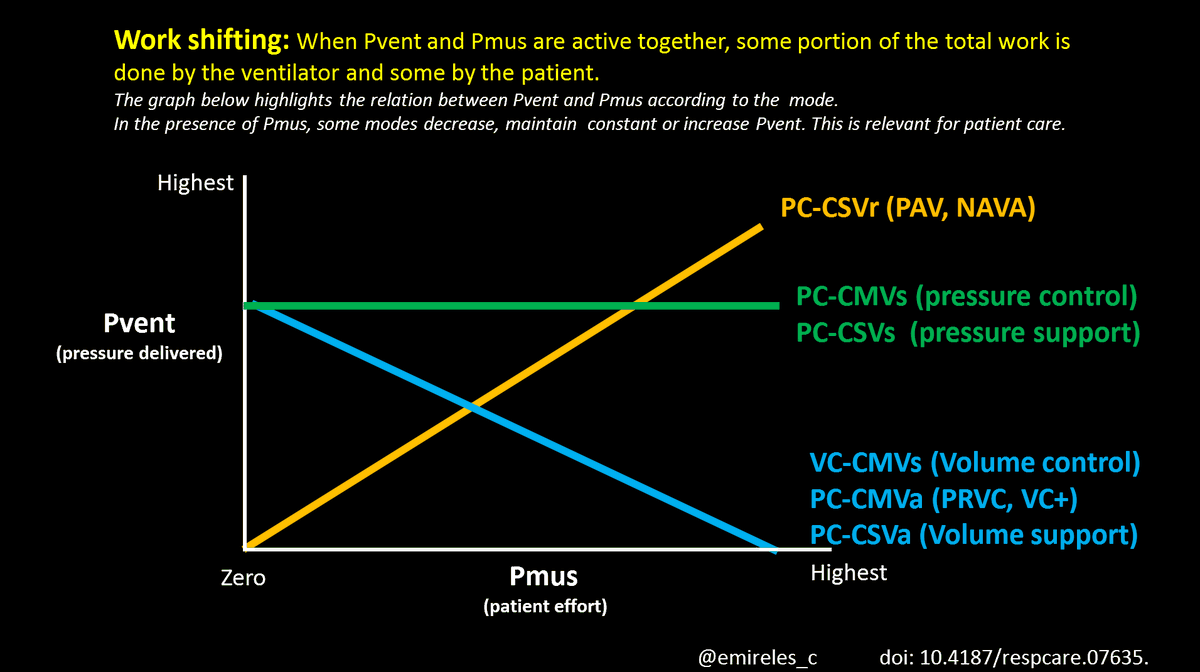 Work shifting: When Pvent and Pmus are active together, some portion of the total work is
done by the ventilator and some by the patient.
The graph below highlights the relation between Pvent and Pmus according to the mode.
In the presence of Pmus, some modes decrease, maintain constant or increase Pvent. This is relevant for patient care.
Highest
PC-CSVr (PAV, NAVA)
PC-CMVs (pressure control)
PC-CSVs (pressure support)
Pvent
(pressure delivered)
VC-CMVs (Volume control)
PC-CMVa (PRVC, VC+)
PC-CSVa (Volume support)
Zero
Pmus
(patient effort)
Highest
@emireles_c
doi: 10.4187/respcare.07635.